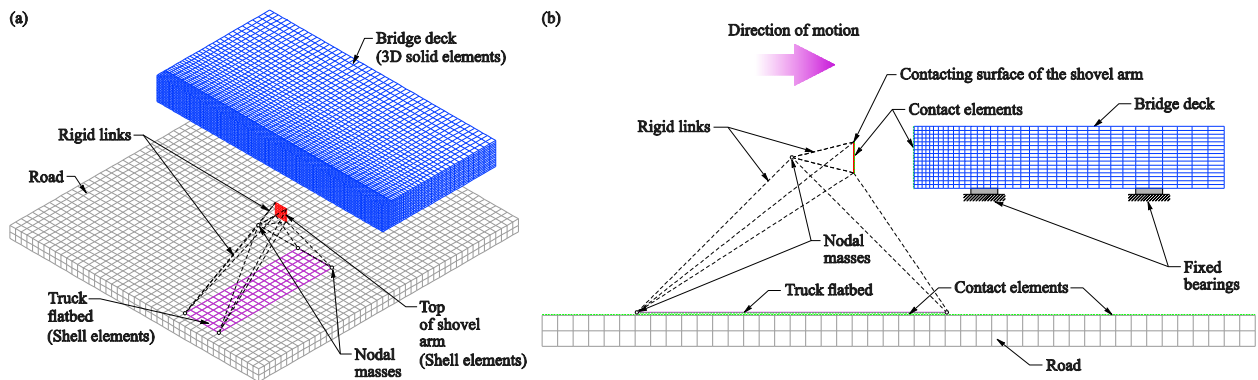 (a)
Bridge deck
(3D solid elements)
Rigid links
Road
Truck
flatbed
(Shell elements)
Nodal
masses
Top
of shovel
arm
(Shell elements)
(b)
Direction of motion
Contacting surface of the shovel arm
Contact elements
Bridge deck
Rigid links
Nodal
masses
Fixed
bearings
Truck flatbed
Contact elements
Road